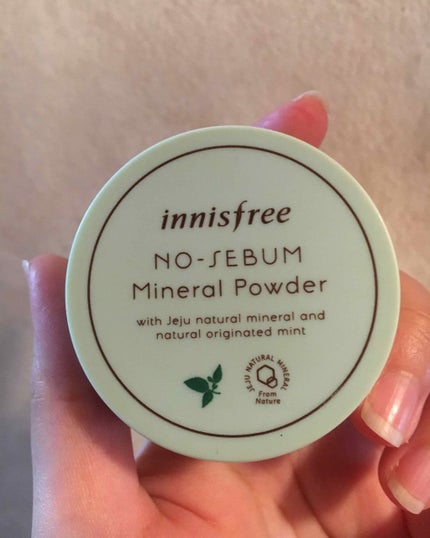 innisfree
NO-SEBUM
Mineral Powder
with Jeju natural mineral and
natural originated mint
JEJU NATURAL MINERAL
From
Nature